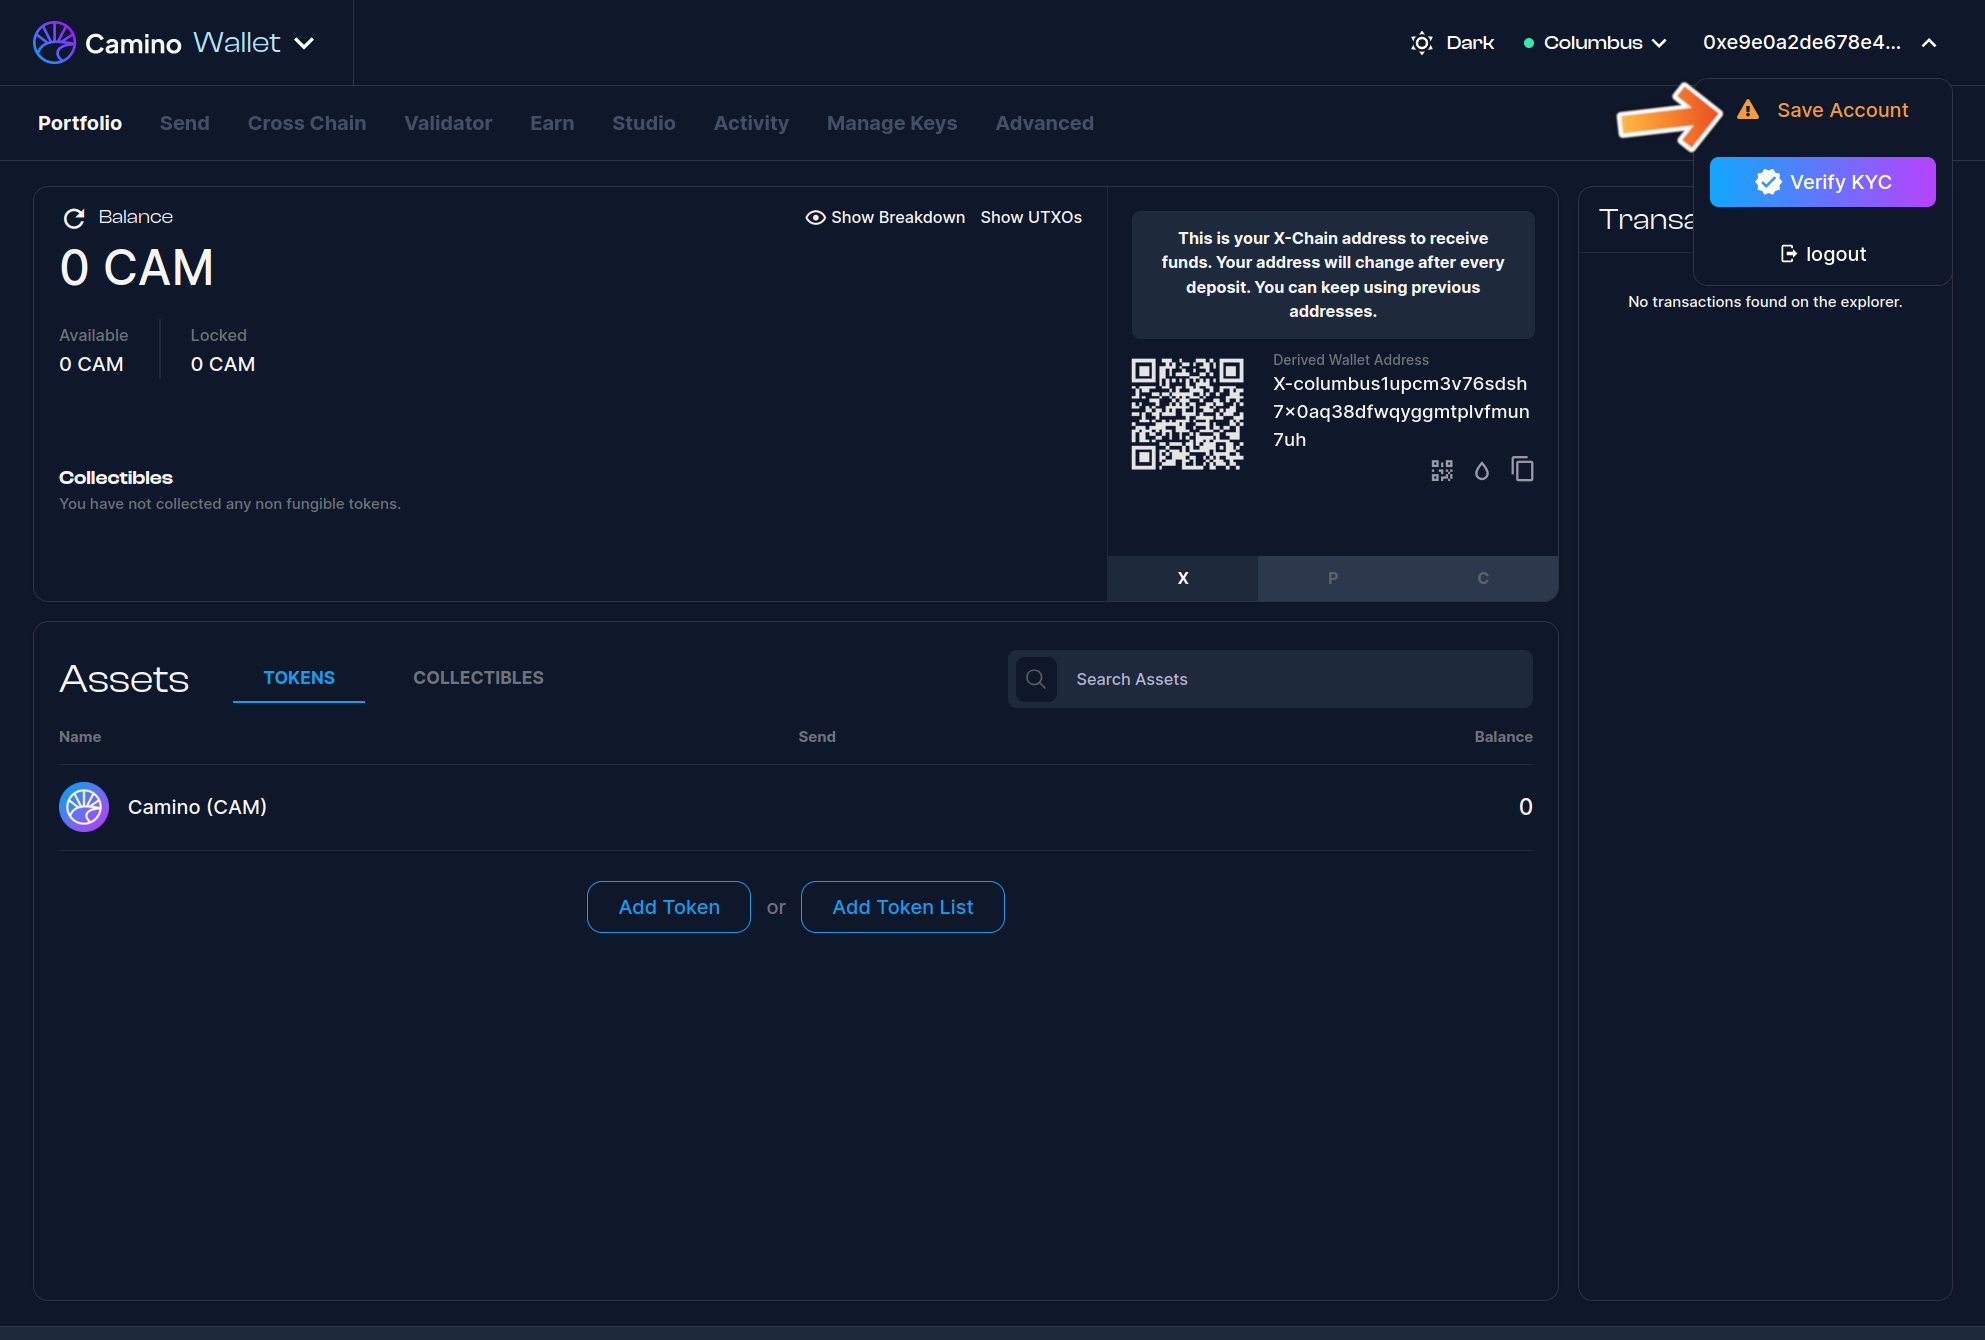 Camino Wallet
Dark
Columbus
0xe9e0a2de678e4...
Portfolio
Send
Cross Chain
Validator
Earn
Studio
Activity
Manage Keys
Advanced
Save Account
Verify KYC
logout
Balance
Show Breakdown
Show UTXOs
0 CAM
Available
0 CAM
Locked
0 CAM
Collectibles
You have not collected any non fungible tokens.
This is your X-Chain address to receive
funds. Your address will change after every
deposit. You can keep using previous
addresses.
Derived Wallet Address
X-columbus1upcm3v76sdsh
7x0aq38dfwqyggmtplvfmun
7uh
X
P
C
Transa
No transactions found on the explorer.
Assets
TOKENS
COLLECTIBLES
Search Assets
Name
Send
Balance
Camino (CAM)
0
Add Token
or
Add Token List